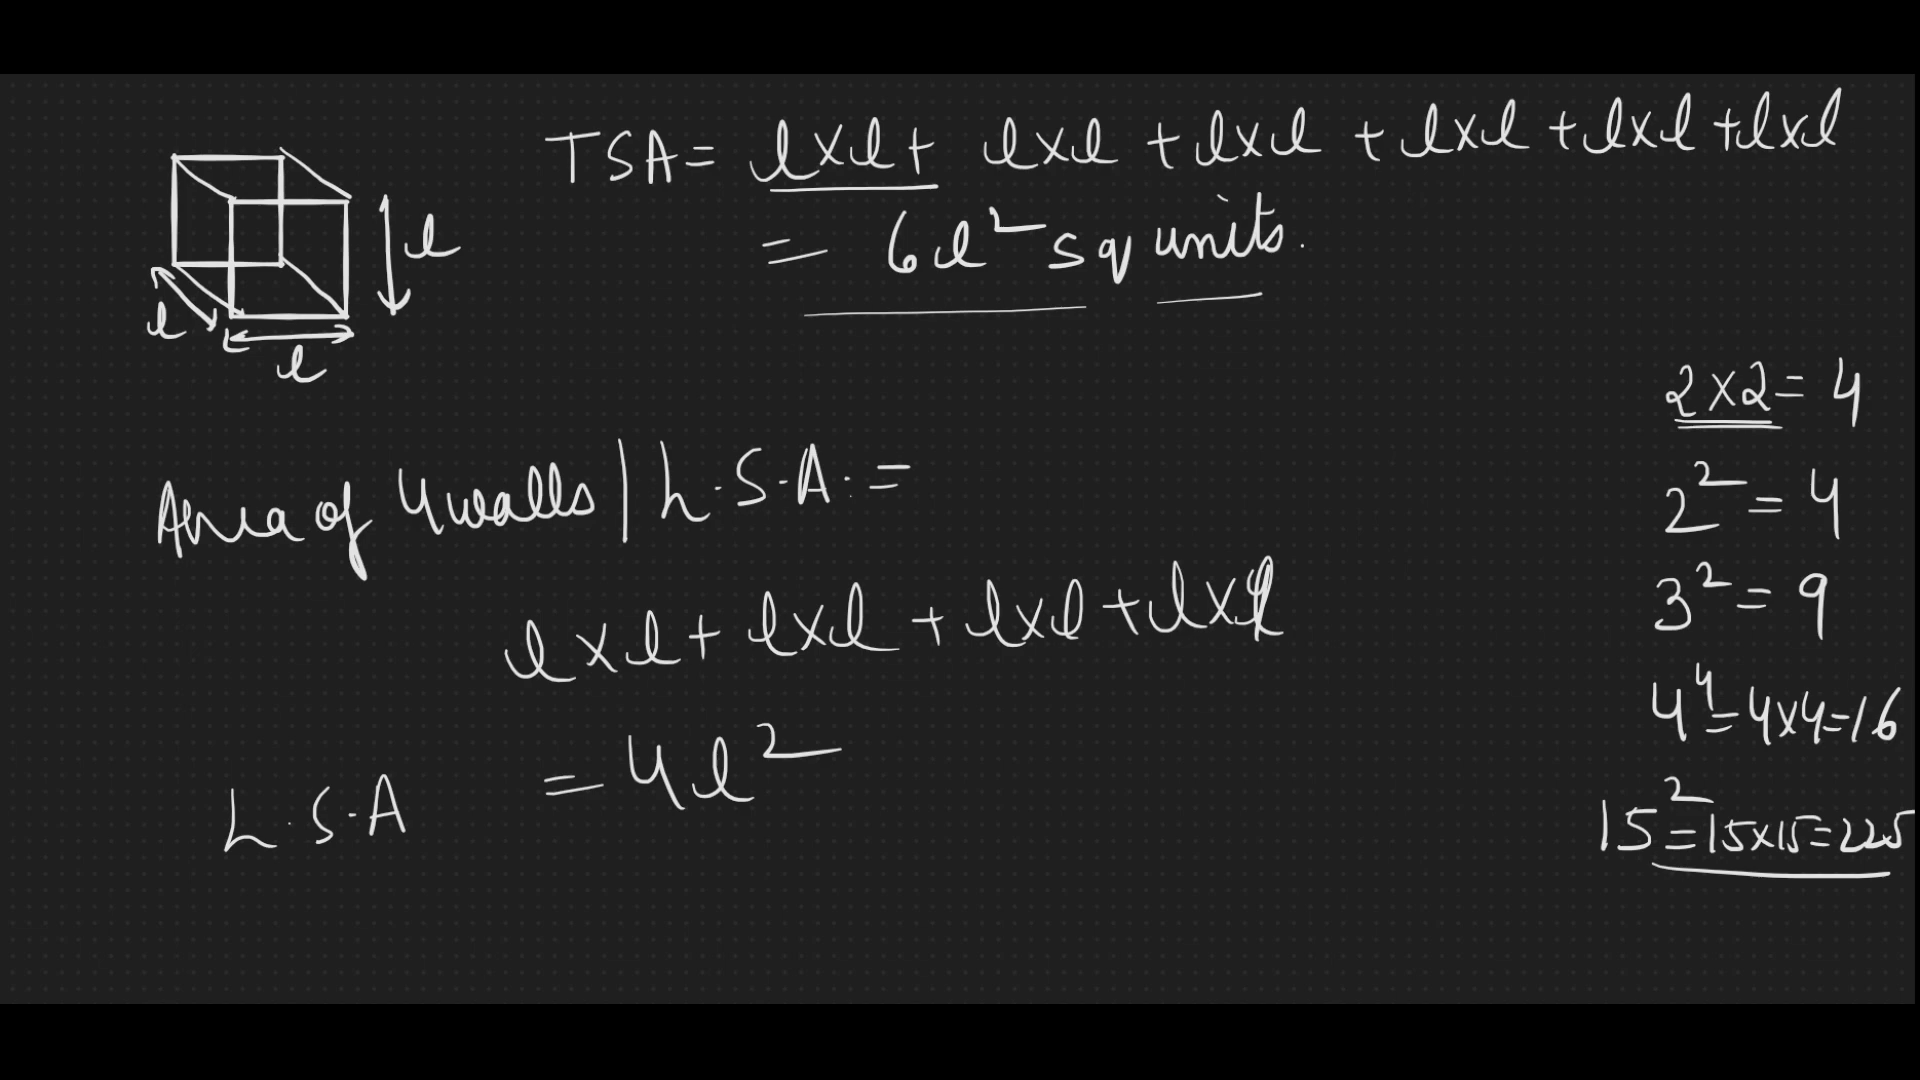 TSA = l×l + l×l + l×l + l×l + l×l + l×l
= 6l² sq units.
l
l
l
2×2 = 4
2² = 4
3² = 9
4⁴ = 4×4 = 16
15² = 15×15 = 225
Area of 4 walls | L.S.A. =
l×l + l×l + l×l + l×l
L.S.A = 4l²